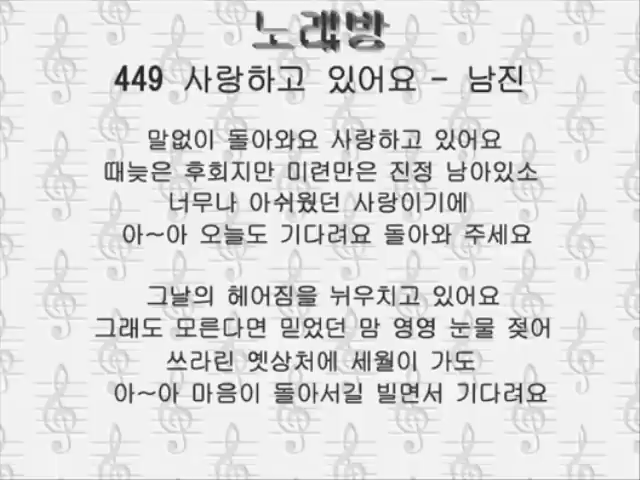 노래방
449 사랑하고 있어요 - 남진
말없이 돌아와요 사랑하고 있어요
때늦은 후회지만 미련만은 진정 남아있소
너무나 아쉬웠던 사랑이기에
아~아 오늘도 기다려요 돌아와 주세요
그날의 헤어짐을 뉘우치고 있어요
그래도 모른다면 믿었던 맘 영영 눈물 젖어
쓰라린 옛상처에 세월이 가도
아~아 마음이 돌아서길 빌면서 기다려요